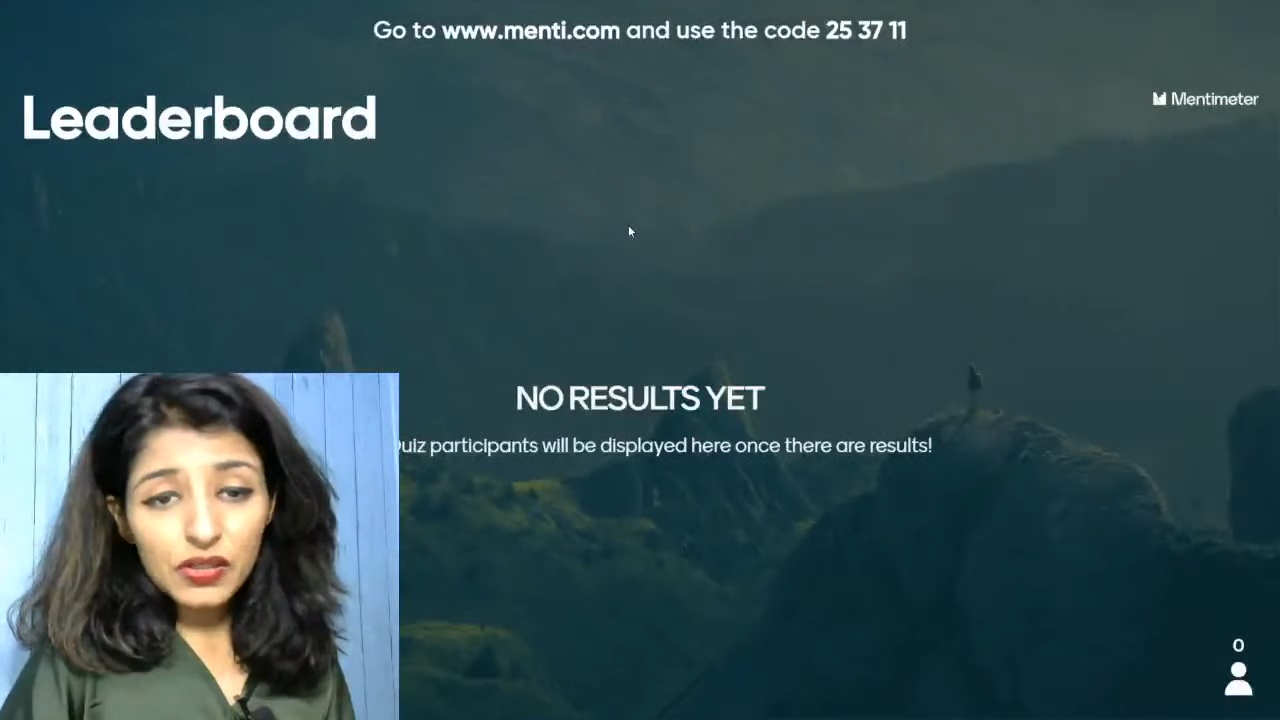 Go to www.menti.com and use the code 25 37 11
Leaderboard
Mentimeter
NO RESULTS YET
participants will be displayed here once there are results!
0